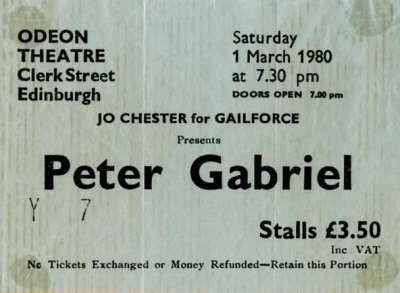 ODEON
THEATRE
Clerk Street
Edinburgh
Saturday
1 March 1980
at 7.30 pm
DOORS OPEN 7.00 pm
JO CHESTER for GAILFORCE
Presents
Peter Gabriel
Y 7
Stalls £3.50
Inc VAT
No Tickets Exchanged or Money Refunded—Retain this Portion